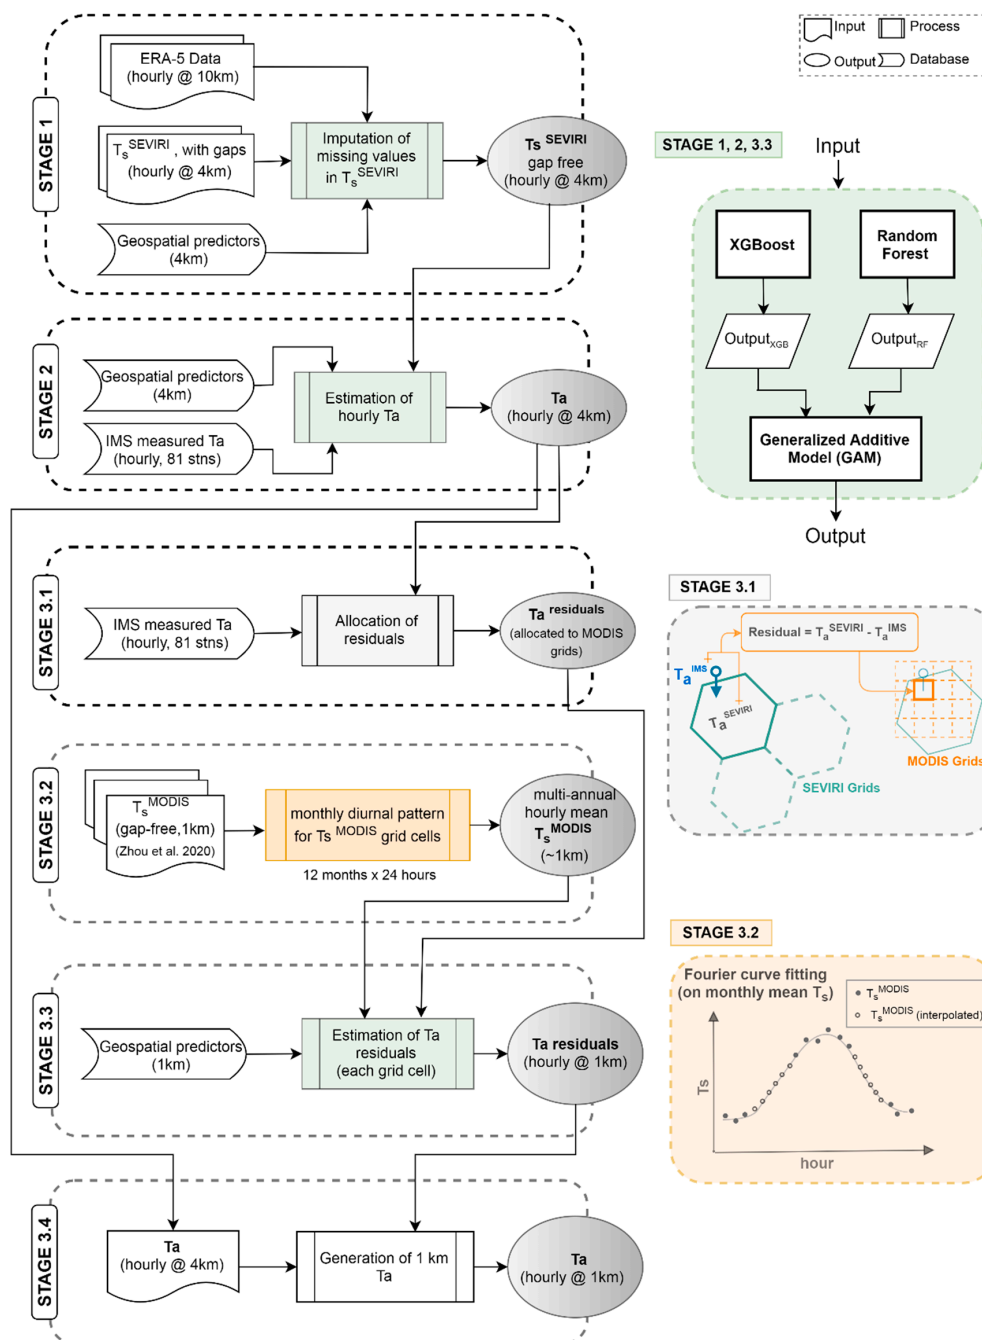 Input
Process
Output
Database
STAGE 1
ERA-5 Data
(hourly @ 10km)
Ts^SEVIRI , with gaps
(hourly @ 4km)
Geospatial predictors
(4km)
Imputation of
missing values
in Ts^SEVIRI
Ts SEVIRI
gap free
(hourly @ 4km)
STAGE 2
Geospatial predictors
(4km)
IMS measured Ta
(hourly, 81 stns)
Estimation of
hourly Ta
Ta
(hourly @ 4km)
STAGE 3.1
IMS measured Ta
(hourly, 81 stns)
Allocation of
residuals
Ta residuals
(allocated to MODIS
grids)
STAGE 3.2
Ts^MODIS
(gap-free,1km)
(Zhou et al. 2020)
monthly diurnal pattern
for Ts MODIS grid cells
12 months x 24 hours
multi-annual
hourly mean
Ts^MODIS
(~1km)
STAGE 3.3
Geospatial predictors
(1km)
Estimation of Ta
residuals
(each grid cell)
Ta residuals
(hourly @ 1km)
STAGE 3.4
Ta
(hourly @ 4km)
Generation of 1 km
Ta
Ta
(hourly @ 1km)
STAGE 1, 2, 3.3
Input
XGBoost
Random
Forest
Output XGB
Output RF
Generalized Additive
Model (GAM)
Output
STAGE 3.1
Residual = Ta^SEVIRI - Ta^IMS
Ta^IMS
Ta^SEVIRI
SEVIRI Grids
MODIS Grids
STAGE 3.2
Fourier curve fitting
(on monthly mean Ts)
Ts^MODIS
Ts^MODIS (interpolated)
Ts
hour